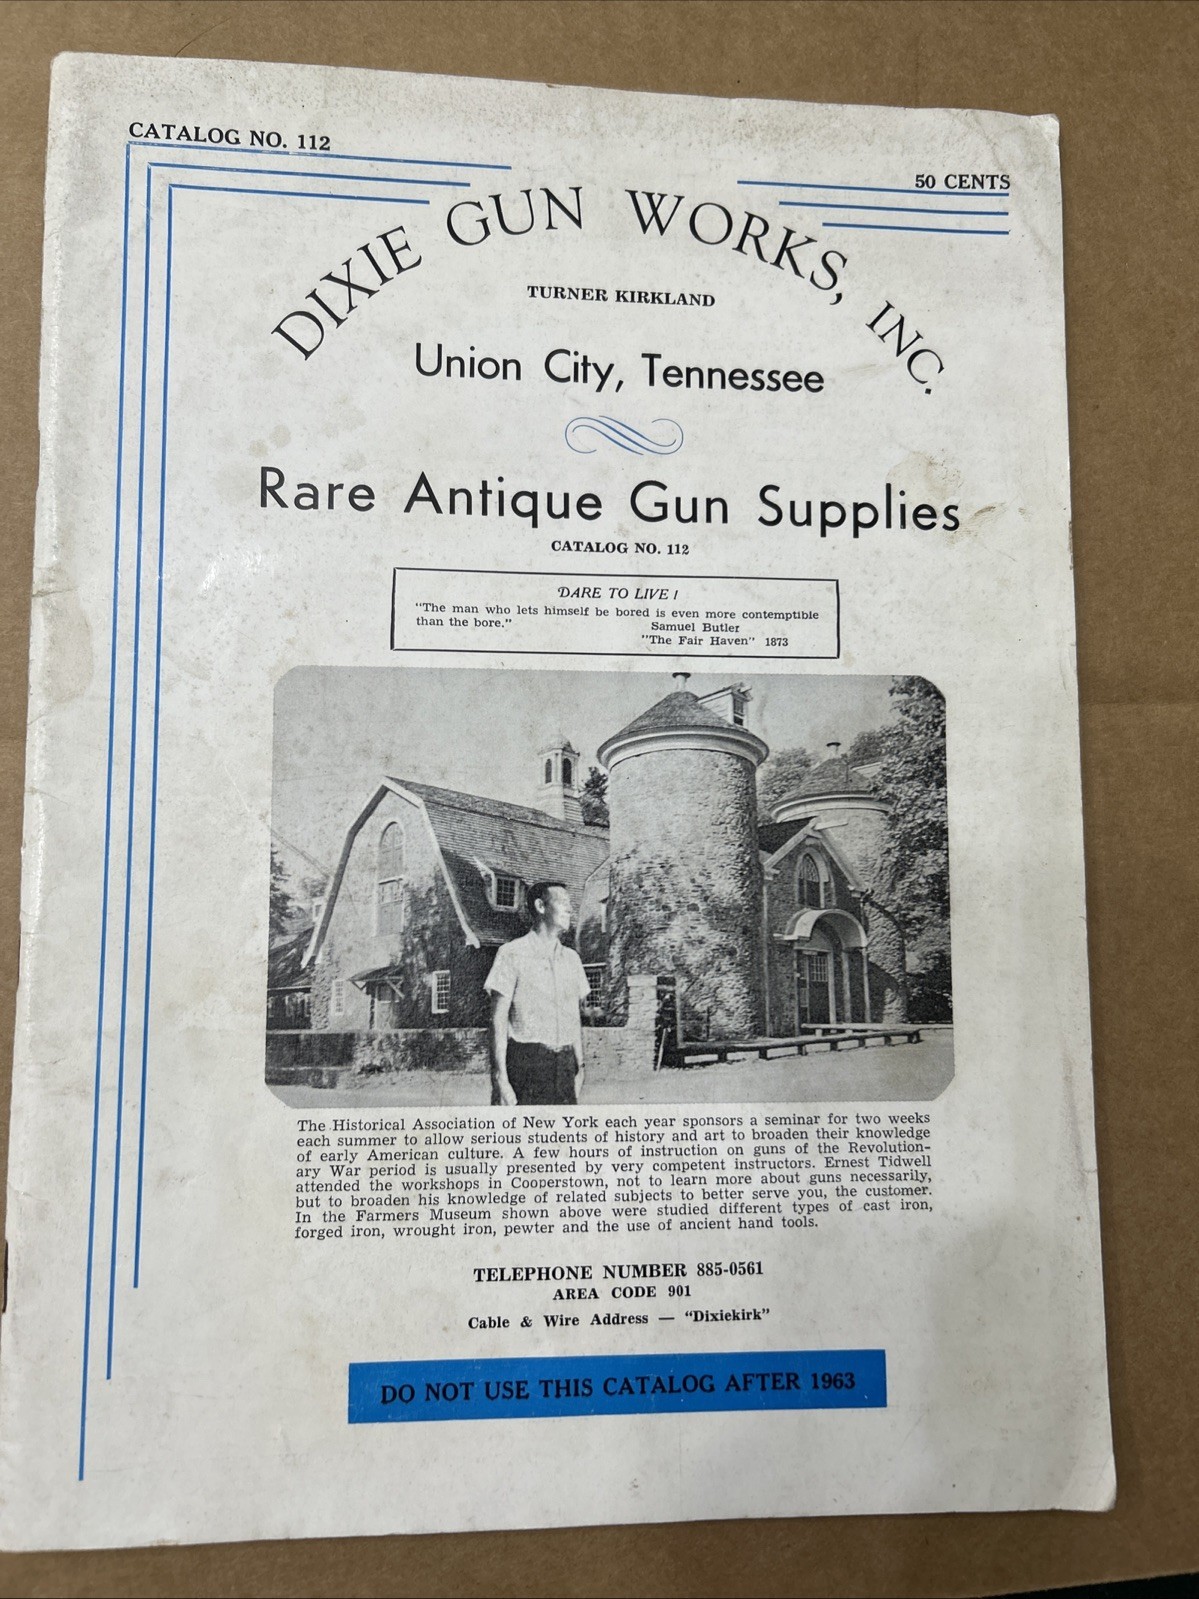 CATALOG NO. 112
50 CENTS
DIXIE GUN WORKS, INC.
TURNER KIRKLAND
Union City, Tennessee
Rare Antique Gun Supplies
CATALOG NO. 112
DARE TO LIVE!
"The man who lets himself be bored is even more contemptible
than the bore."
Samuel Butler
"The Fair Haven" 1873
The Historical Association of New York each year sponsors a seminar for two weeks
each summer to allow serious students of history and art to broaden their knowledge
of early American culture. A few hours of instruction on guns of the Revolution-
ary War period is usually presented by very competent instructors. Ernest Tidwell
attended the workshops in Cooperstown, not to learn more about guns necessarily,
but to broaden his knowledge of related subjects to better serve you, the customer.
In the Farmers Museum shown above were studied different types of cast iron,
forged iron, wrought iron, pewter and the use of ancient hand tools.
TELEPHONE NUMBER 885-0561
AREA CODE 901
Cable & Wire Address — "Dixiekirk"
DO NOT USE THIS CATALOG AFTER 1963